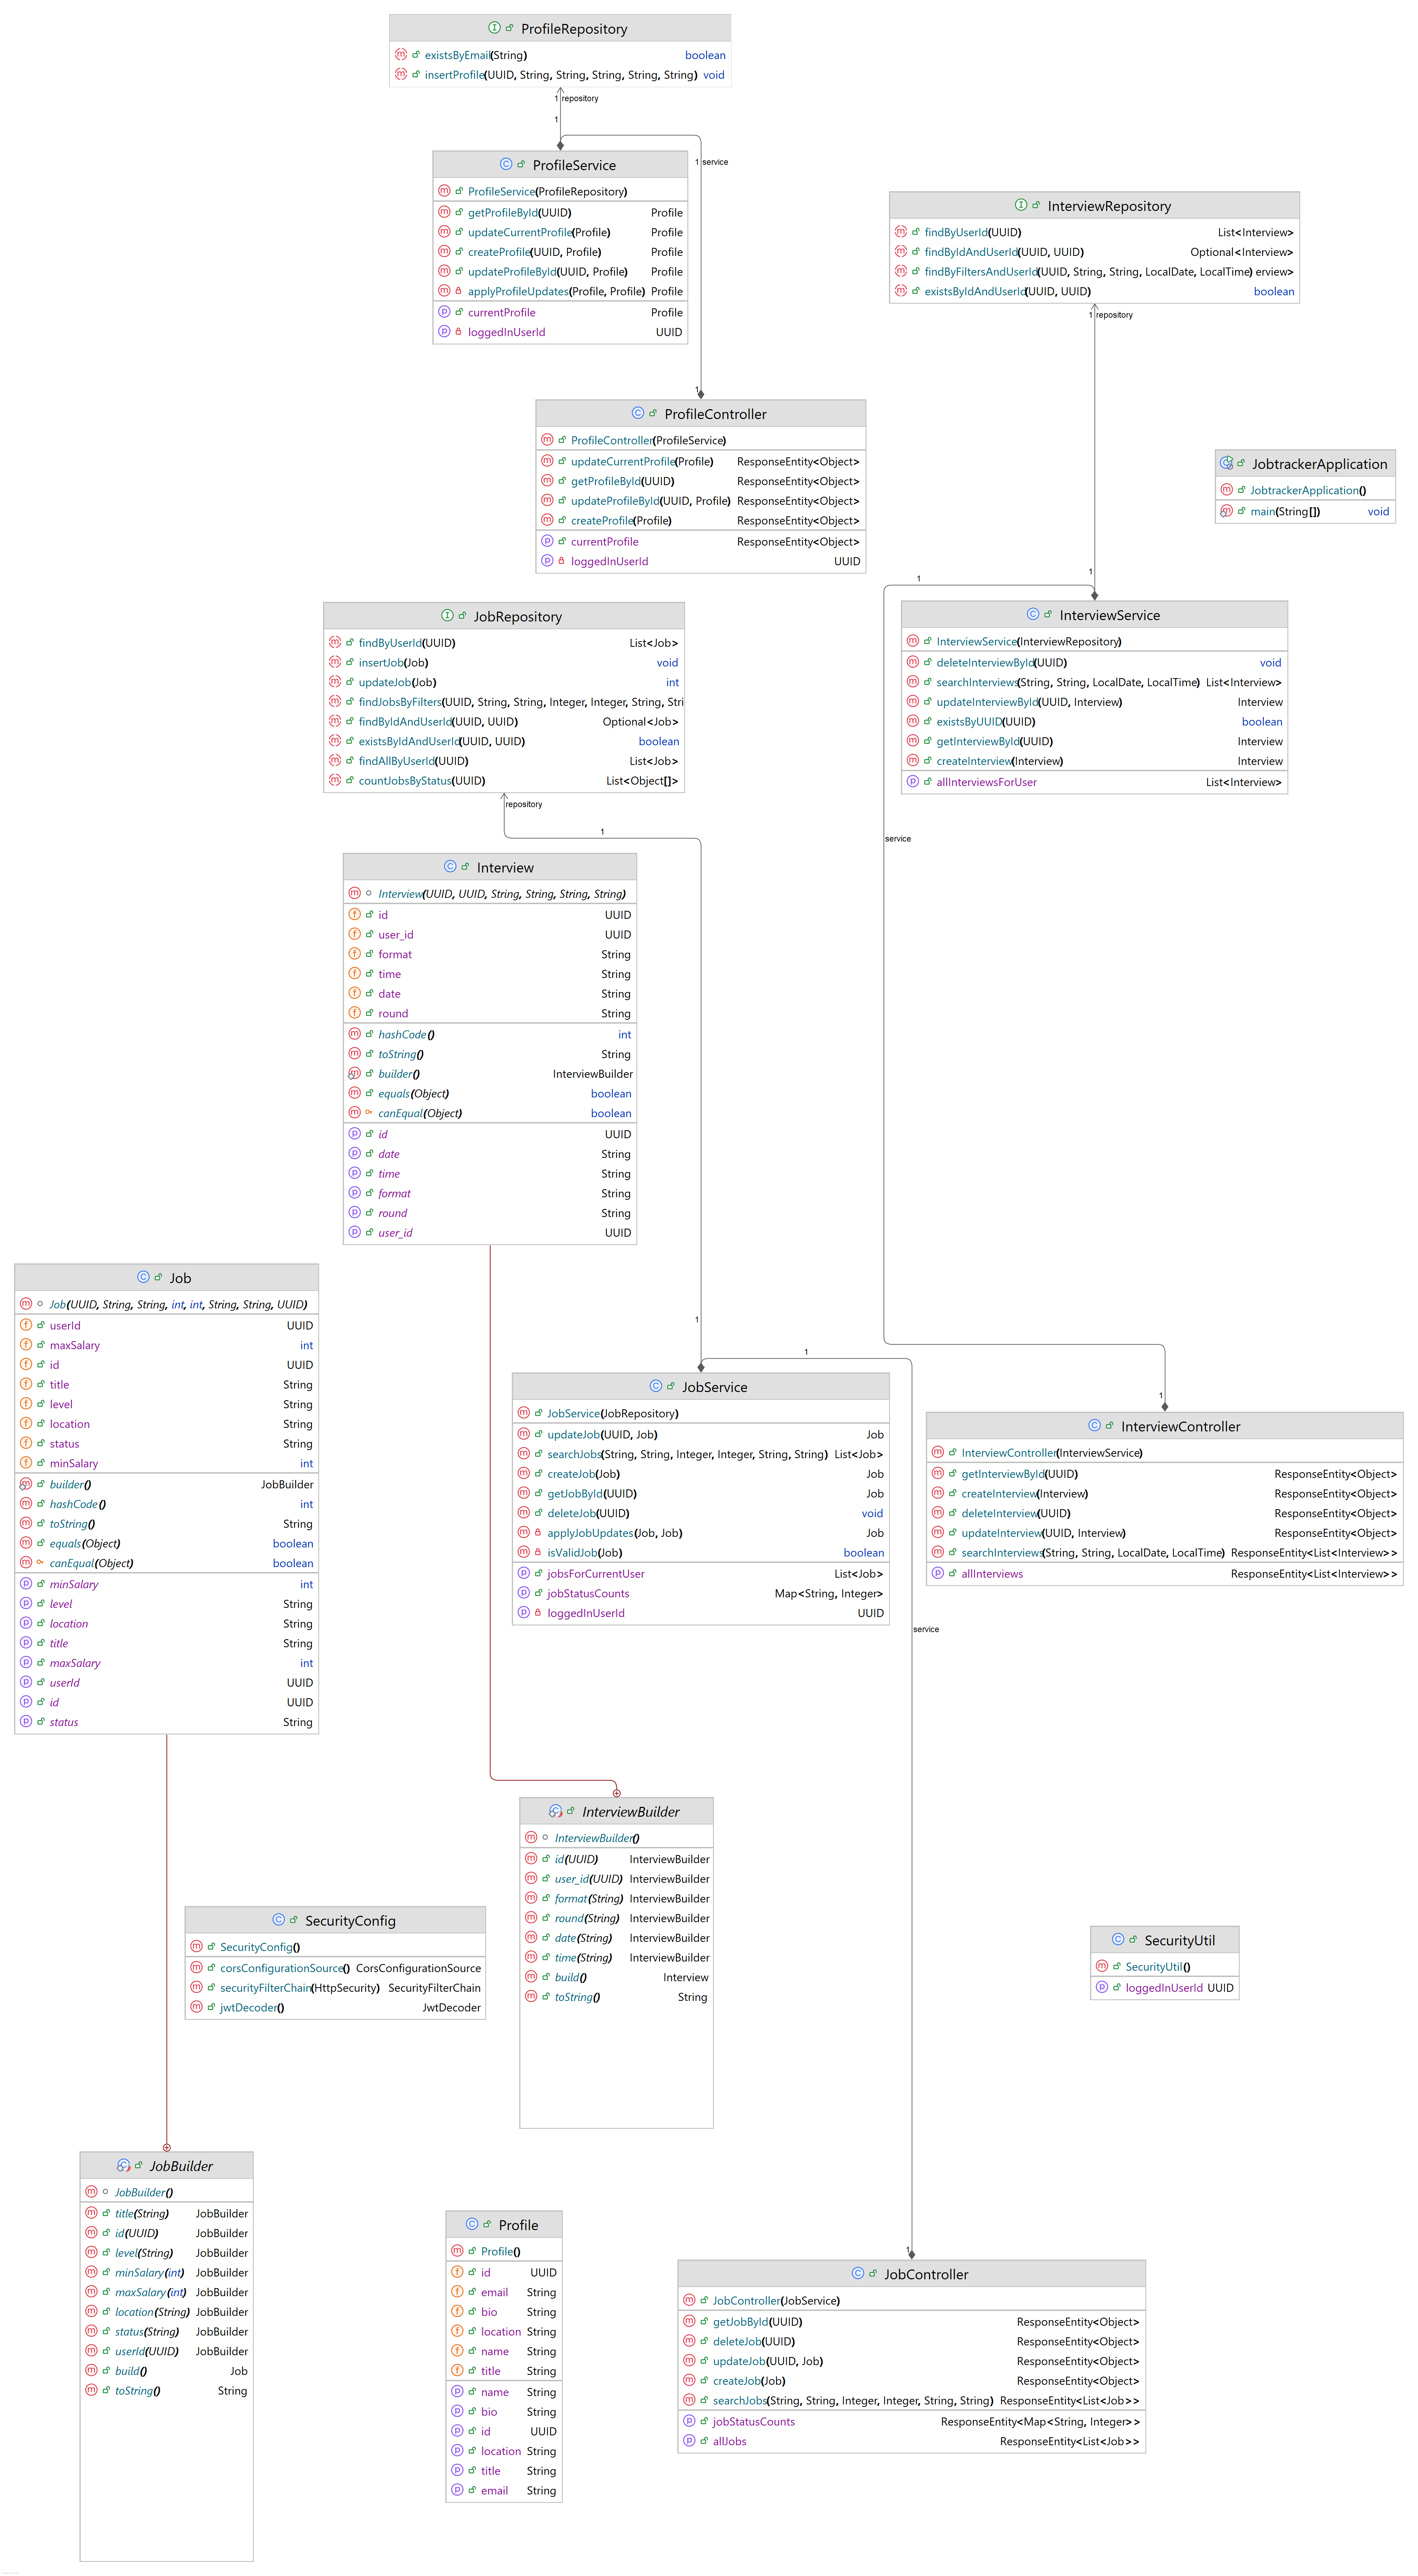 ProfileRepository
existsByEmail(String) boolean
insertProfile(UUID, String, String, String, String, String) void
1 repository
1
ProfileService
ProfileService(ProfileRepository)
getProfileById(UUID) Profile
updateCurrentProfile(Profile) Profile
createProfile(UUID, Profile) Profile
updateProfileById(UUID, Profile) Profile
applyProfileUpdates(Profile, Profile) Profile
currentProfile Profile
loggedInUserId UUID
1 service
1
ProfileController
ProfileController(ProfileService)
updateCurrentProfile(Profile) ResponseEntity<Object>
getProfileById(UUID) ResponseEntity<Object>
updateProfileById(UUID, Profile) ResponseEntity<Object>
createProfile(Profile) ResponseEntity<Object>
currentProfile ResponseEntity<Object>
loggedInUserId UUID
InterviewRepository
findByUserId(UUID) List<Interview>
findByIdAndUserId(UUID, UUID) Optional<Interview>
findByFiltersAndUserId(UUID, String, String, LocalDate, LocalTime) erview>
existsByIdAndUserId(UUID, UUID) boolean
1 repository
1
JobtrackerApplication
JobtrackerApplication()
main(String[]) void
1
InterviewService
InterviewService(InterviewRepository)
deleteInterviewById(UUID) void
searchInterviews(String, String, LocalDate, LocalTime) List<Interview>
updateInterviewById(UUID, Interview) Interview
existsByUUID(UUID) boolean
getInterviewById(UUID) Interview
createInterview(Interview) Interview
allInterviewsForUser List<Interview>
service
JobRepository
findByUserId(UUID) List<Job>
insertJob(Job) void
updateJob(Job) int
findJobsByFilters(UUID, String, String, Integer, Integer, String, Stri
findByIdAndUserId(UUID, UUID) Optional<Job>
existsByIdAndUserId(UUID, UUID) boolean
findAllByUserId(UUID) List<Job>
countJobsByStatus(UUID) List<Object[]>
repository
1
Interview
Interview(UUID, UUID, String, String, String, String)
id UUID
user_id UUID
format String
time String
date String
round String
hashCode() int
toString() String
builder() InterviewBuilder
equals(Object) boolean
canEqual(Object) boolean
id UUID
date String
time String
format String
round String
user_id UUID
Job
Job(UUID, String, String, int, int, String, String, UUID)
userId UUID
maxSalary int
id UUID
title String
level String
location String
status String
minSalary int
builder() JobBuilder
hashCode() int
toString() String
equals(Object) boolean
canEqual(Object) boolean
minSalary int
level String
location String
title String
maxSalary int
userId UUID
id UUID
status String
1
1
JobService
JobService(JobRepository)
updateJob(UUID, Job) Job
searchJobs(String, String, Integer, Integer, String, String) List<Job>
createJob(Job) Job
getJobById(UUID) Job
deleteJob(UUID) void
applyJobUpdates(Job, Job) Job
isValidJob(Job) boolean
jobsForCurrentUser List<Job>
jobStatusCounts Map<String, Integer>
loggedInUserId UUID
1
InterviewController
InterviewController(InterviewService)
getInterviewById(UUID) ResponseEntity<Object>
createInterview(Interview) ResponseEntity<Object>
deleteInterview(UUID) ResponseEntity<Object>
updateInterview(UUID, Interview) ResponseEntity<Object>
searchInterviews(String, String, LocalDate, LocalTime) ResponseEntity<List<Interview>>
allInterviews ResponseEntity<List<Interview>>
service
InterviewBuilder
InterviewBuilder()
id(UUID) InterviewBuilder
user_id(UUID) InterviewBuilder
format(String) InterviewBuilder
round(String) InterviewBuilder
date(String) InterviewBuilder
time(String) InterviewBuilder
build() Interview
toString() String
SecurityConfig
SecurityConfig()
corsConfigurationSource() CorsConfigurationSource
securityFilterChain(HttpSecurity) SecurityFilterChain
jwtDecoder() JwtDecoder
SecurityUtil
SecurityUtil()
loggedInUserId UUID
JobBuilder
JobBuilder()
title(String) JobBuilder
id(UUID) JobBuilder
level(String) JobBuilder
minSalary(int) JobBuilder
maxSalary(int) JobBuilder
location(String) JobBuilder
status(String) JobBuilder
userId(UUID) JobBuilder
build() Job
toString() String
Profile
Profile()
id UUID
email String
bio String
location String
name String
title String
name String
bio String
id UUID
location String
title String
email String
1
JobController
JobController(JobService)
getJobById(UUID) ResponseEntity<Object>
deleteJob(UUID) ResponseEntity<Object>
updateJob(UUID, Job) ResponseEntity<Object>
createJob(Job) ResponseEntity<Object>
searchJobs(String, String, Integer, Integer, String, String) ResponseEntity<List<Job>>
jobStatusCounts ResponseEntity<Map<String, Integer>>
allJobs ResponseEntity<List<Job>>